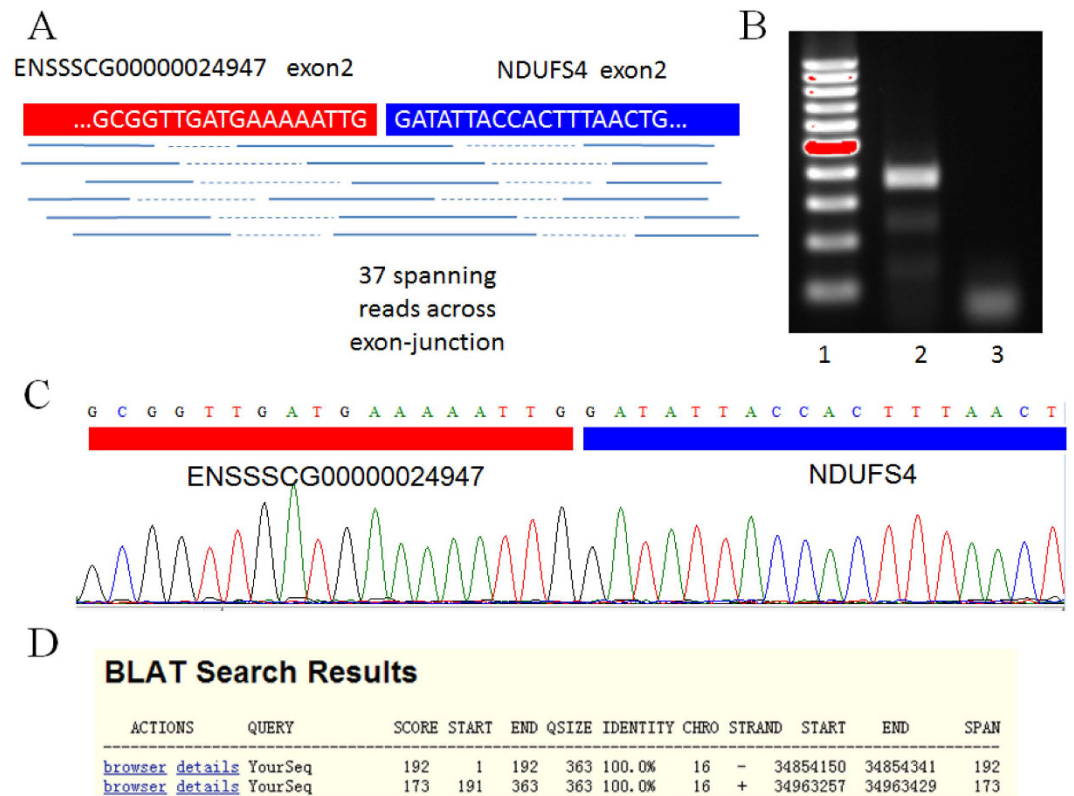 A
ENSSSCG00000024947 exon2
NDUFS4 exon2
...GCGGTTGATGAAAAATTG
GATATTACCACTTTAACTG...
37 spanning
reads across
exon-junction
B
1 2 3
C
G C G G T T G A T G A A A A A T T G G A T A T T A C C A C T T T A A C T
ENSSSCG00000024947
NDUFS4
D
BLAT Search Results
ACTIONS QUERY SCORE START END QSIZE IDENTITY CHRO STRAND START END SPAN
browser details YourSeq 192 1 192 363 100.0% 16 - 34854150 34854341 192
browser details YourSeq 173 191 363 363 100.0% 16 + 34963257 34963429 173